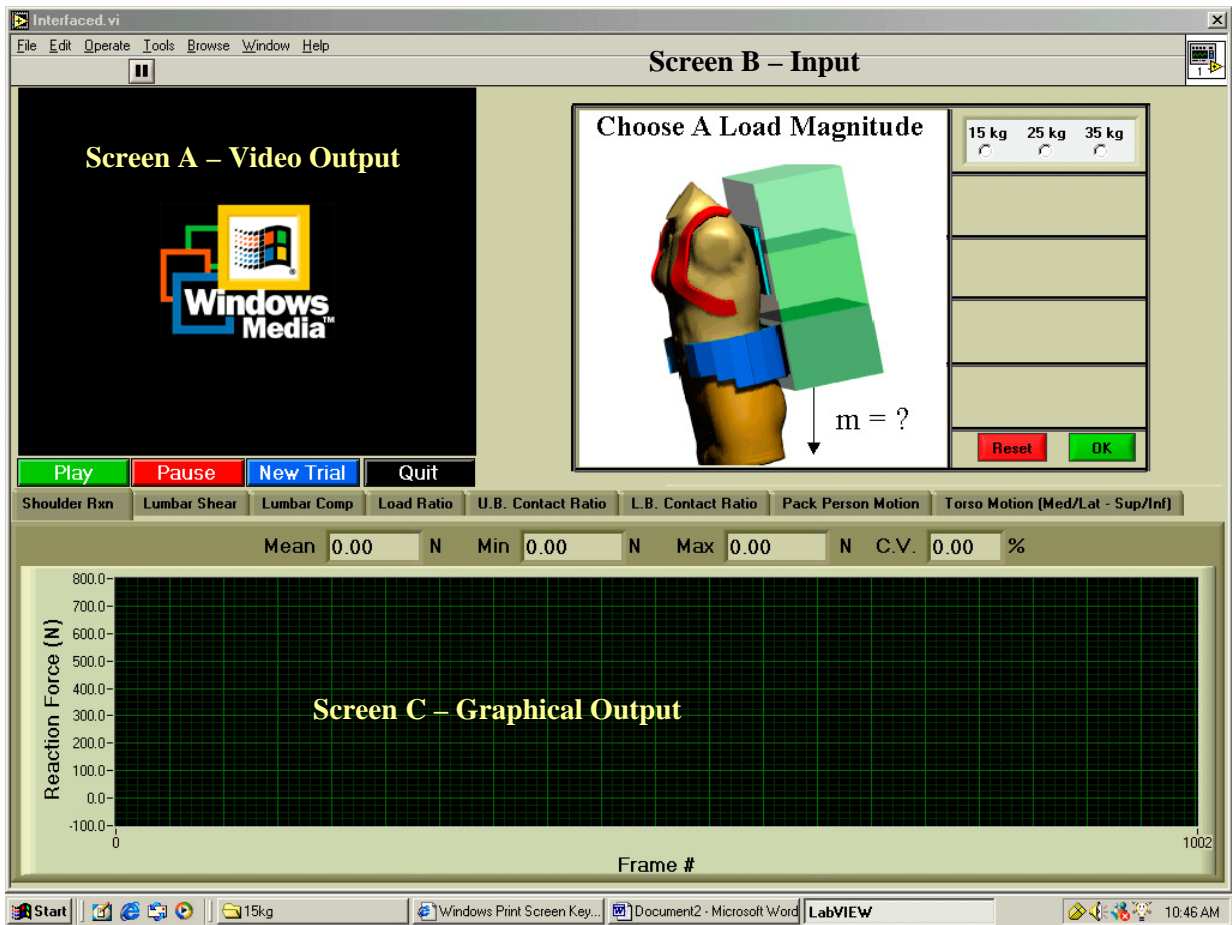 Interfaced.vi
File Edit Operate Tools Browse Window Help
Screen B – Input
1
Screen A – Video Output
Windows
Media™
Choose A Load Magnitude
m = ?
15 kg 25 kg 35 kg
Reset OK
Play Pause New Trial Quit
Shoulder Rxn Lumbar Shear Lumbar Comp Load Ratio U.B. Contact Ratio L.B. Contact Ratio Pack Person Motion Torso Motion (Med/Lat - Sup/Inf)
Mean 0.00 N Min 0.00 N Max 0.00 N C.V. 0.00 %
Reaction Force (N)
800.0
700.0
600.0
500.0
400.0
300.0
200.0
100.0
0.0
-100.0
Screen C – Graphical Output
0 1002
Frame #
Start 15kg Windows Print Screen Key... Document2 - Microsoft Word LabVIEW 10:46 AM